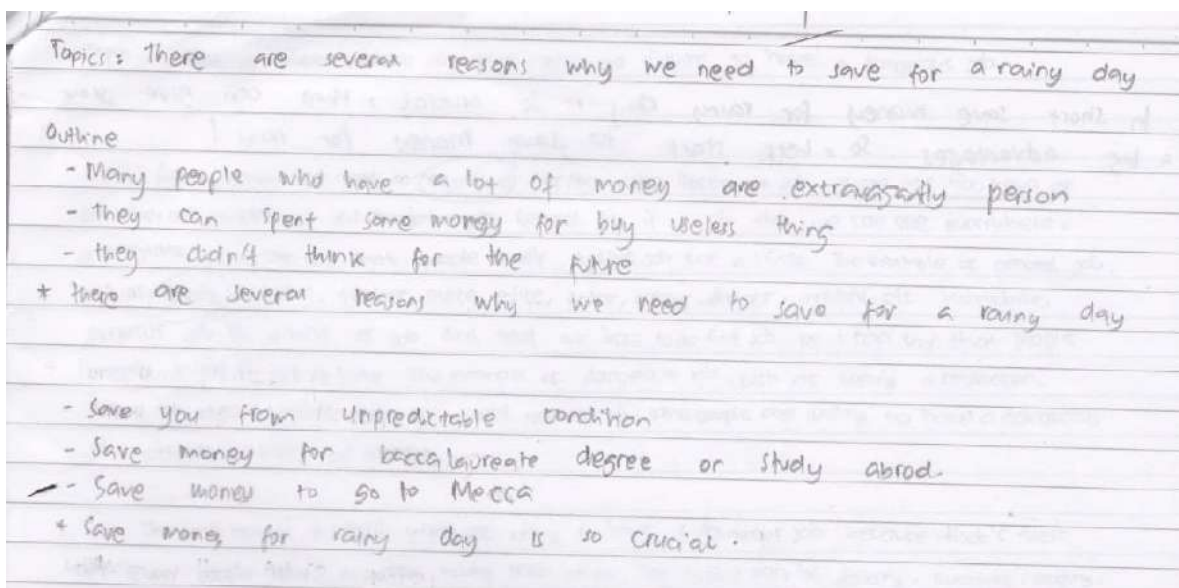 Topics : There are several reasons why we need to save for a rainy day
Outline
- Many people who have a lot of money are extravagantly person
- they can spent some money for buy useless thing
- they didn't think for the future
* there are several reasons why we need to save for a rainy day
- Save you from unpredictable condition
- Save money for baccalaureate degree or study abrod.
- Save money to go to Mecca
* Save money for rainy day is so crucial.